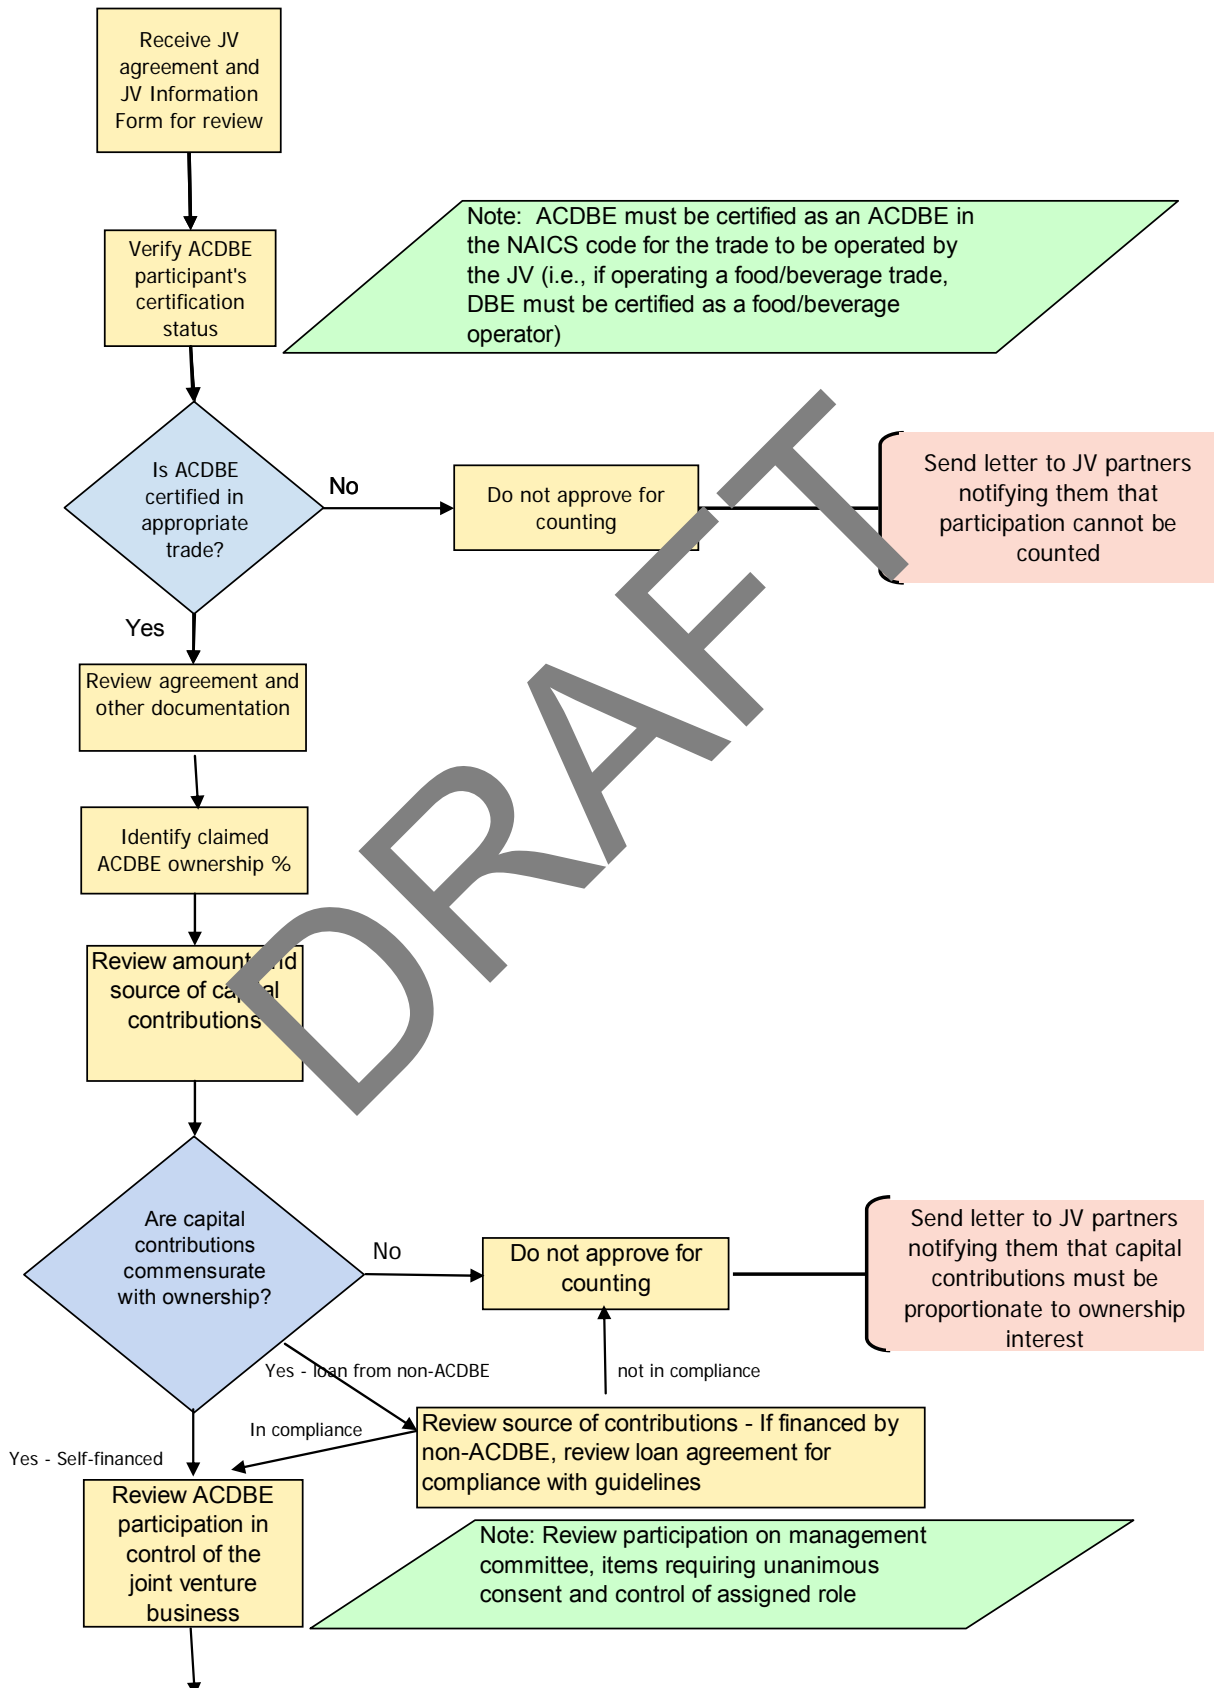 Receive JV
agreement and
JV Information
Form for review
Note:  ACDBE must be certified as an ACDBE in
the NAICS code for the trade to be operated by
the JV (i.e., if operating a food/beverage trade,
DBE must be certified as a food/beverage
operator)
Verify ACDBE
participant's
certification
status
Is ACDBE
certified in
appropriate
trade?
No
Do not approve for
counting
Send letter to JV partners
notifying them that
participation cannot be
counted
Yes
Review agreement and
other documentation
Identify claimed
ACDBE ownership %
Review amount and
source of capital
contributions
DRAFT
Are capital
contributions
commensurate
with ownership?
No
Do not approve for
counting
Send letter to JV partners
notifying them that capital
contributions must be
proportionate to ownership
interest
Yes - loan from non-ACDBE
not in compliance
In compliance
Yes - Self-financed
Review source of contributions - If financed by
non-ACDBE, review loan agreement for
compliance with guidelines
Review ACDBE
participation in
control of the
joint venture
business
Note: Review participation on management
committee, items requiring unanimous
consent and control of assigned role